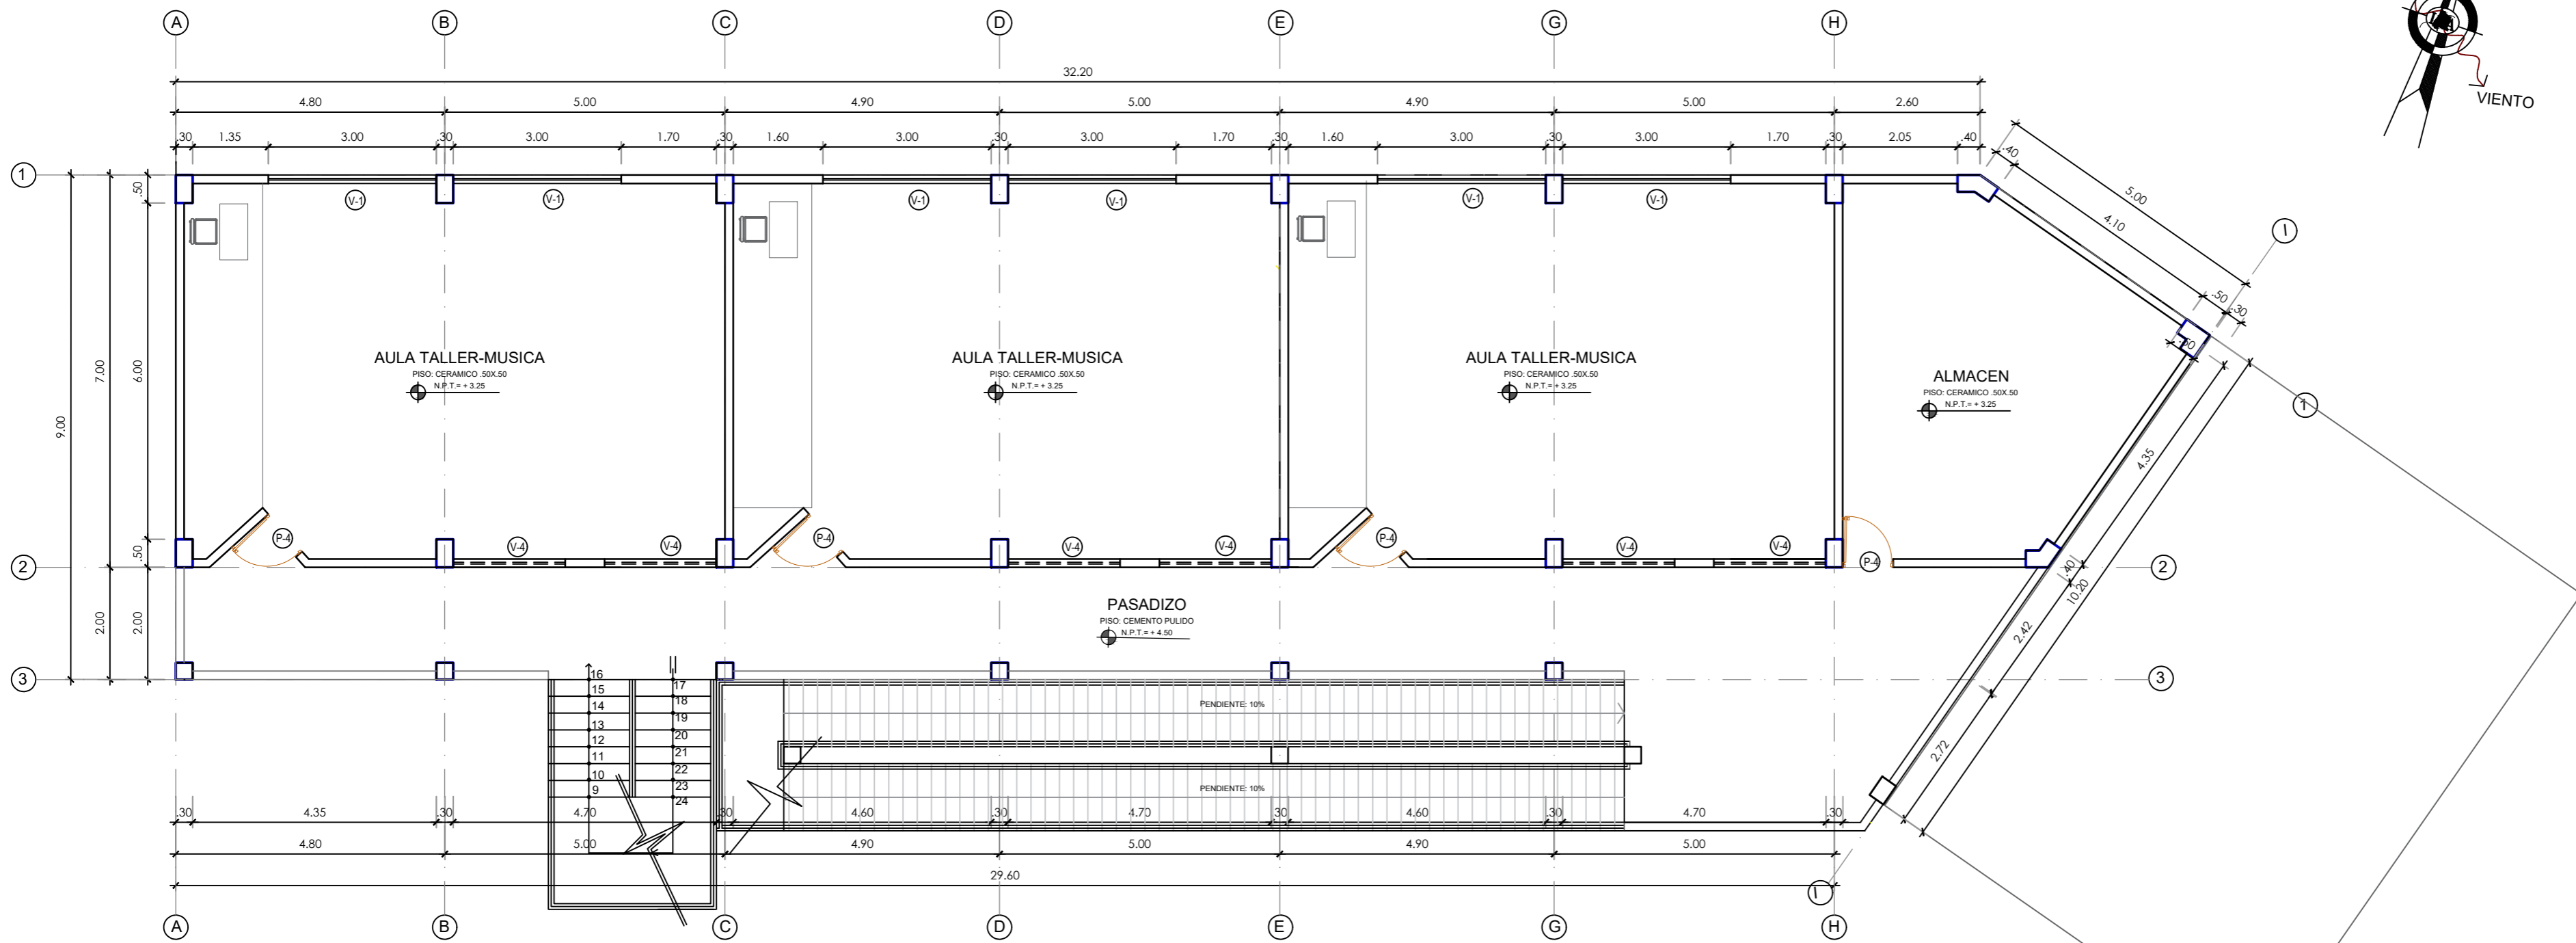 A B C D E G H
VIENTO
32.20
4.80 5.00 4.90 5.00 4.90 5.00 2.60
.30 1.35 3.00 .30 3.00 1.70 .30 1.60 3.00 .30 3.00 1.70 .30 1.60 3.00 .30 3.00 1.70 .30 2.05 .40
1
.50
V-1 V-1 V-1 V-1 V-1 V-1
.40
5.00
4.10
I
.50 .30
.50
9.00 7.00 6.00
AULA TALLER-MUSICA
PISO: CERAMICO .50X.50
N.P.T.= + 3.25
AULA TALLER-MUSICA
PISO: CERAMICO .50X.50
N.P.T.= + 3.25
AULA TALLER-MUSICA
PISO: CERAMICO .50X.50
N.P.T.= + 3.25
ALMACEN
PISO: CERAMICO .50X.50
N.P.T.= + 3.25
1
4.35
.50
P-4 V-4 V-4 P-4 V-4 V-4 P-4 V-4 V-4 P-4
2 2
.40
10.20
2.00 2.00
PASADIZO
PISO: CEMENTO PULIDO
N.P.T.= + 4.50
2.42
3 3
16 17
15 18
14 19
13 20
12 21
11 22
10 23
9 24
PENDIENTE: 10%
PENDIENTE: 10%
2.72
.30 4.35 .30 4.70 .30 4.60 .30 4.70 .30 4.60 .30 4.70 .30
4.80 5.00 4.90 5.00 4.90 5.00
29.60
I
A B C D E G H